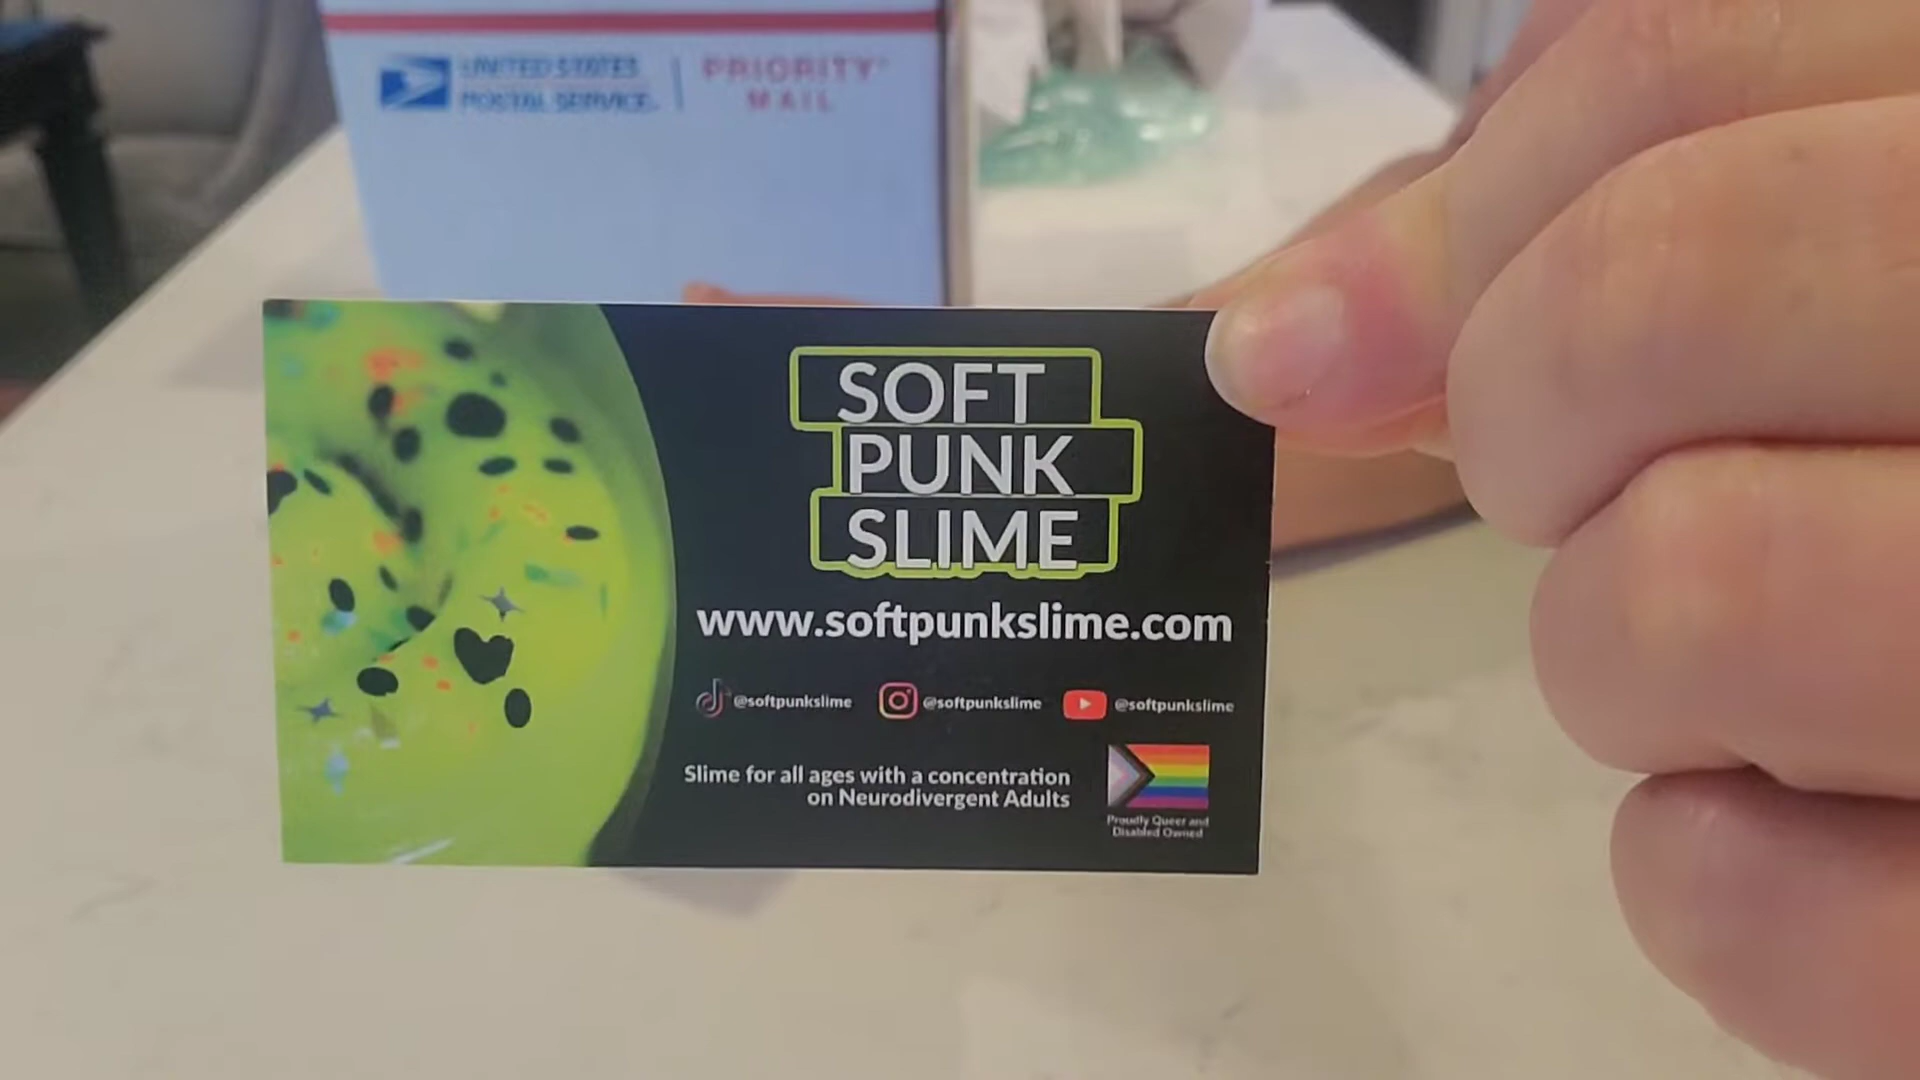 UNITED STATES
POSTAL SERVICE
PRIORITY
MAIL
SOFT
PUNK
SLIME
www.softpunkslime.com
@softpunkslime
@softpunkslime
@softpunkslime
Slime for all ages with a concentration
on Neurodivergent Adults
Proudly Queer and
Disabled Owned